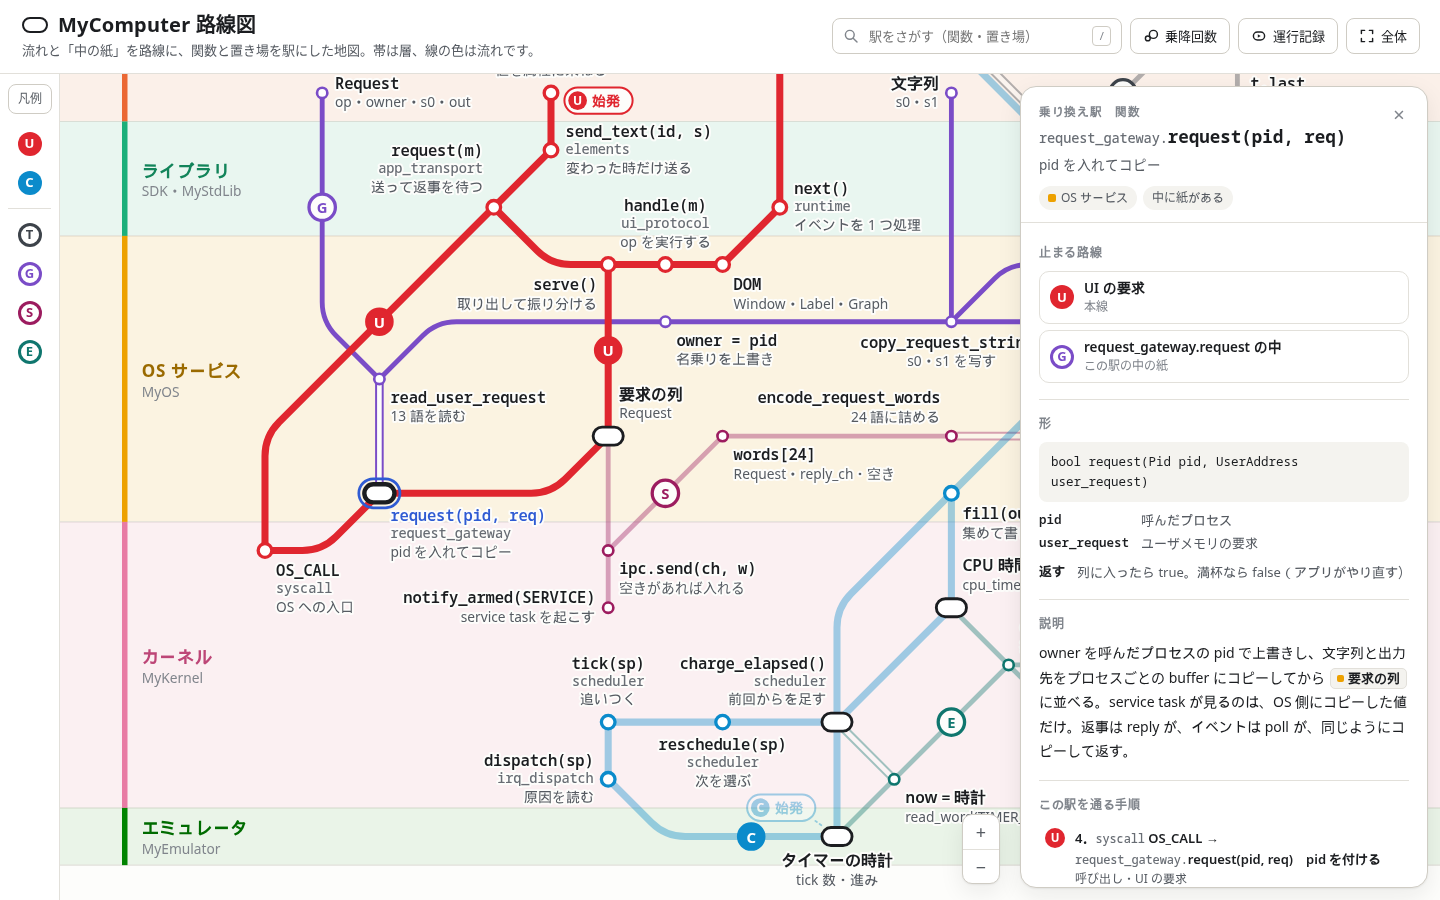 MyComputer 路線図
流れと「中の紙」を路線に、関数と置き場を駅にした地図。帯は層、線の色は流れです。
駅をさがす（関数・置き場）
/
乗降回数
運行記録
全体
凡例
U
C
T
G
S
E
Request
op・owner・s0・out
U 始発
文字列
s0・s1
t_last
ライブラリ
SDK・MyStdLib
send_text(id, s)
elements
変わった時だけ送る
request(m)
app_transport
送って返事を待つ
G
handle(m)
ui_protocol
op を実行する
next()
runtime
イベントを 1 つ処理
OS サービス
MyOS
serve()
取り出して振り分ける
DOM
Window・Label・Graph
U
U
owner = pid
名乗りを上書き
copy_request_strin
s0・s1 を写す
read_user_request
13 語を読む
要求の列
Request
encode_request_words
24 語に詰める
words[24]
Request・reply_ch・空き
S
request(pid, req)
request_gateway
pid を入れてコピー
fill(ou
集めて書
カーネル
MyKernel
OS_CALL
syscall
OS への入口
ipc.send(ch, w)
空きがあれば入れる
notify_armed(SERVICE)
service task を起こす
CPU 時間
cpu_time
tick(sp)
scheduler
追いつく
charge_elapsed()
scheduler
前回からを足す
E
dispatch(sp)
irq_dispatch
原因を読む
reschedule(sp)
scheduler
次を選ぶ
now = 時計
read_word(TIMER_
エミュレータ
MyEmulator
C 始発
C
タイマーの時計
tick 数・進み
+
−
乗り換え駅 関数
×
request_gateway.request(pid, req)
pid を入れてコピー
OS サービス
中に紙がある
止まる路線
U
UI の要求
本線
G
request_gateway.request の中
この駅の中の紙
形
bool request(Pid pid, UserAddress
user_request)
pid 呼んだプロセス
user_request ユーザメモリの要求
返す 列に入ったら true。満杯なら false（アプリがやり直す）
説明
owner を呼んだプロセスの pid で上書きし、文字列と出力
先をプロセスごとの buffer にコピーしてから 要求の列
に並べる。service task が見るのは、OS 側にコピーした値
だけ。返事は reply が、イベントは poll が、同じようにコ
ピーして返す。
この駅を通る手順
U
4. syscall OS_CALL →
request_gateway.request(pid, req) pid を付ける
呼び出し・UI の要求